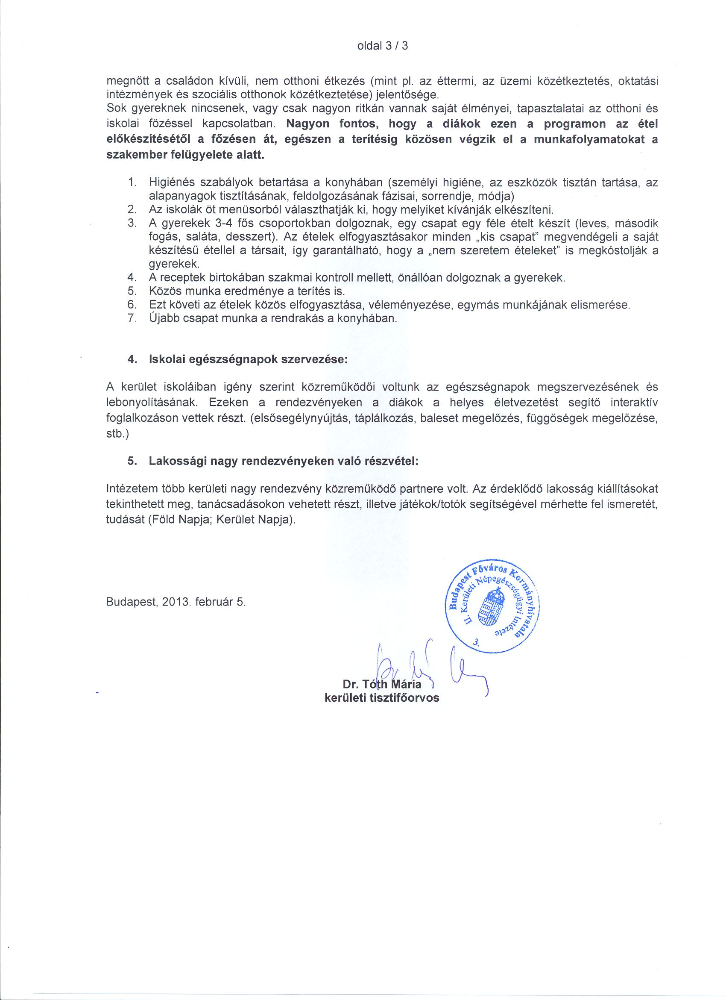 oldal 3 / 3
megnőtt a családon kívüli, nem otthoni étkezés (mint pl. az éttermi, az üzemi közétkeztetés, oktatási
intézmények és szociális otthonok közétkeztetése) jelentősége.
Sok gyereknek nincsenek, vagy csak nagyon ritkán vannak saját élményei, tapasztalatai az otthoni és
iskolai főzéssel kapcsolatban. Nagyon fontos, hogy a diákok ezen a programon az étel
előkészítésétől a főzésen át, egészen a terítésig közösen végzik el a munkafolyamatokat a
szakember felügyelete alatt.
1. Higiénés szabályok betartása a konyhában (személyi higiéne, az eszközök tisztán tartása, az
alapanyagok tisztításának, feldolgozásának fázisai, sorrendje, módja)
2. Az iskolák öt menüsorból választhatják ki, hogy melyiket kívánják elkészíteni.
3. A gyerekek 3-4 fős csoportokban dolgoznak, egy csapat egy féle ételt készít (leves, második
fogás, saláta, desszert). Az ételek elfogyasztásakor minden „kis csapat” megvendégeli a saját
készítésű étellel a társait, így garantálható, hogy a „nem szeretem ételeket” is megkóstolják a
gyerekek.
4. A receptek birtokában szakmai kontroll mellett, önállóan dolgoznak a gyerekek.
5. Közös munka eredménye a terítés is.
6. Ezt követi az ételek közös elfogyasztása, véleményezése, egymás munkájának elismerése.
7. Újabb csapat munka a rendrakás a konyhában.
4. Iskolai egészségnapok szervezése:
A kerület iskoláiban igény szerint közreműködői voltunk az egészségnapok megszervezésének és
lebonyolításának. Ezeken a rendezvényeken a diákok a helyes életvezetést segítő interaktív
foglalkozáson vettek részt. (elsősegélynyújtás, táplálkozás, baleset megelőzés, függőségek megelőzése,
stb.)
5. Lakossági nagy rendezvényeken való részvétel:
Intézetem több kerületi nagy rendezvény közreműködő partnere volt. Az érdeklődő lakosság kiállításokat
tekinthetett meg, tanácsadásokon vehetett részt, illetve játékok/totók segítségével mérhette fel ismeretét,
tudását (Föld Napja; Kerület Napja).
Budapest Főváros Kormányhivatala
II. Kerületi Népegészségügyi Intézete
3.
Budapest, 2013. február 5.
Dr. Tóth Mária
kerületi tisztifőorvos